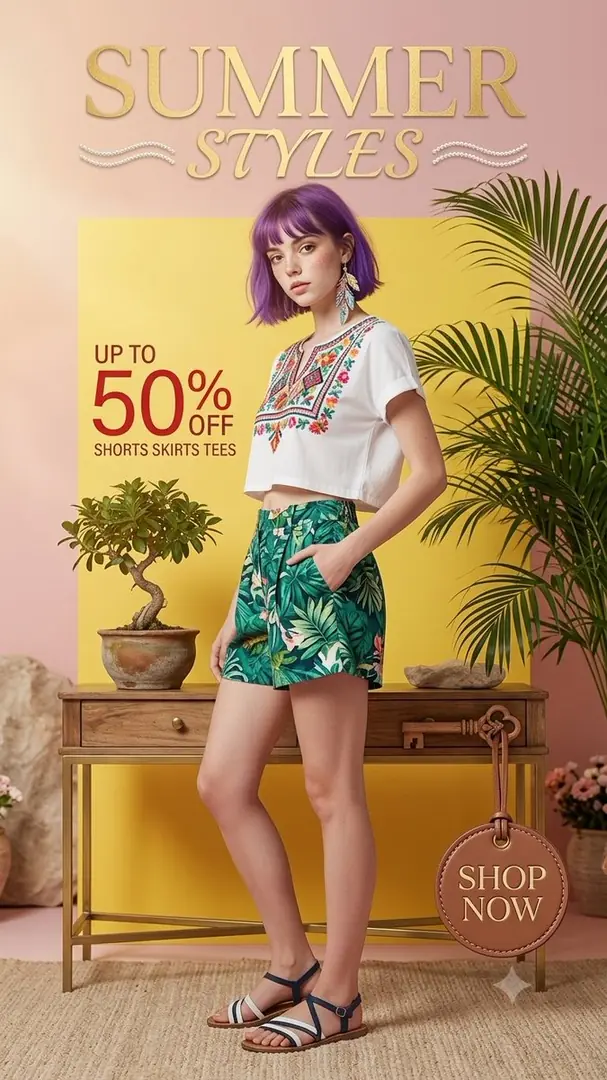 SUMMER
STYLES
UP TO
50% OFF
SHORTS SKIRTS TEES
SHOP
NOW